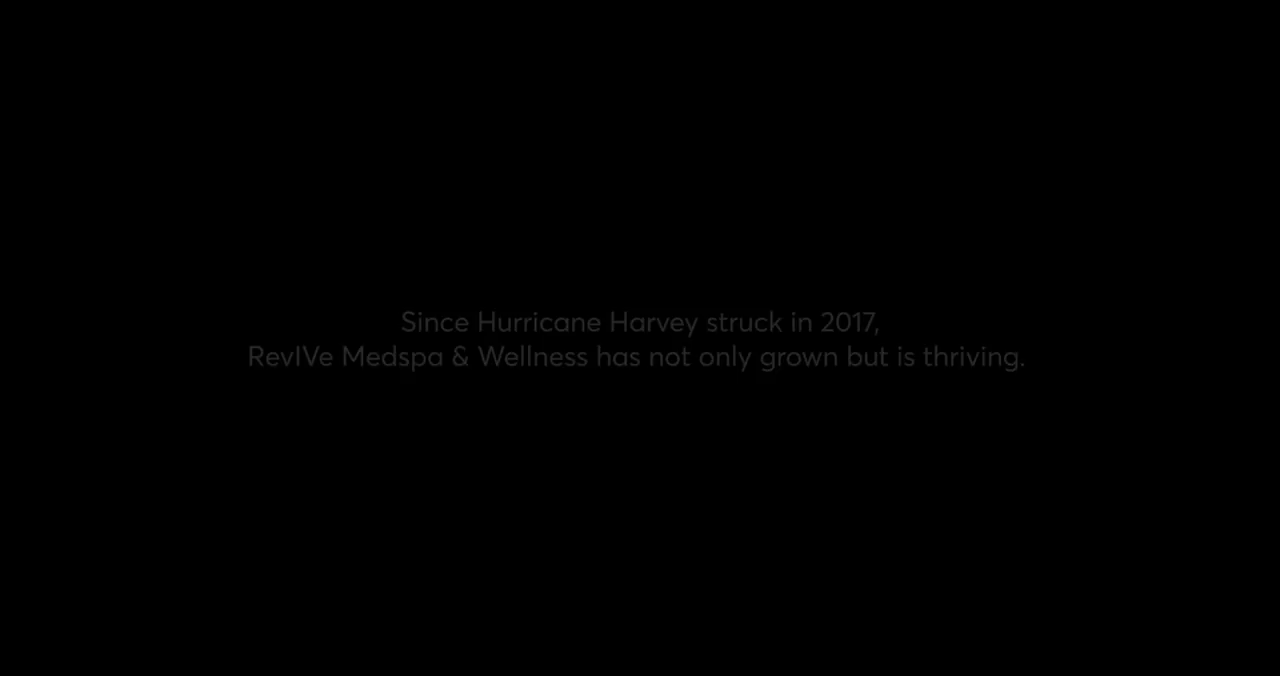 Since Hurricane Harvey struck in 2017,
RevIVe Medspa & Wellness has not only grown but is thriving.